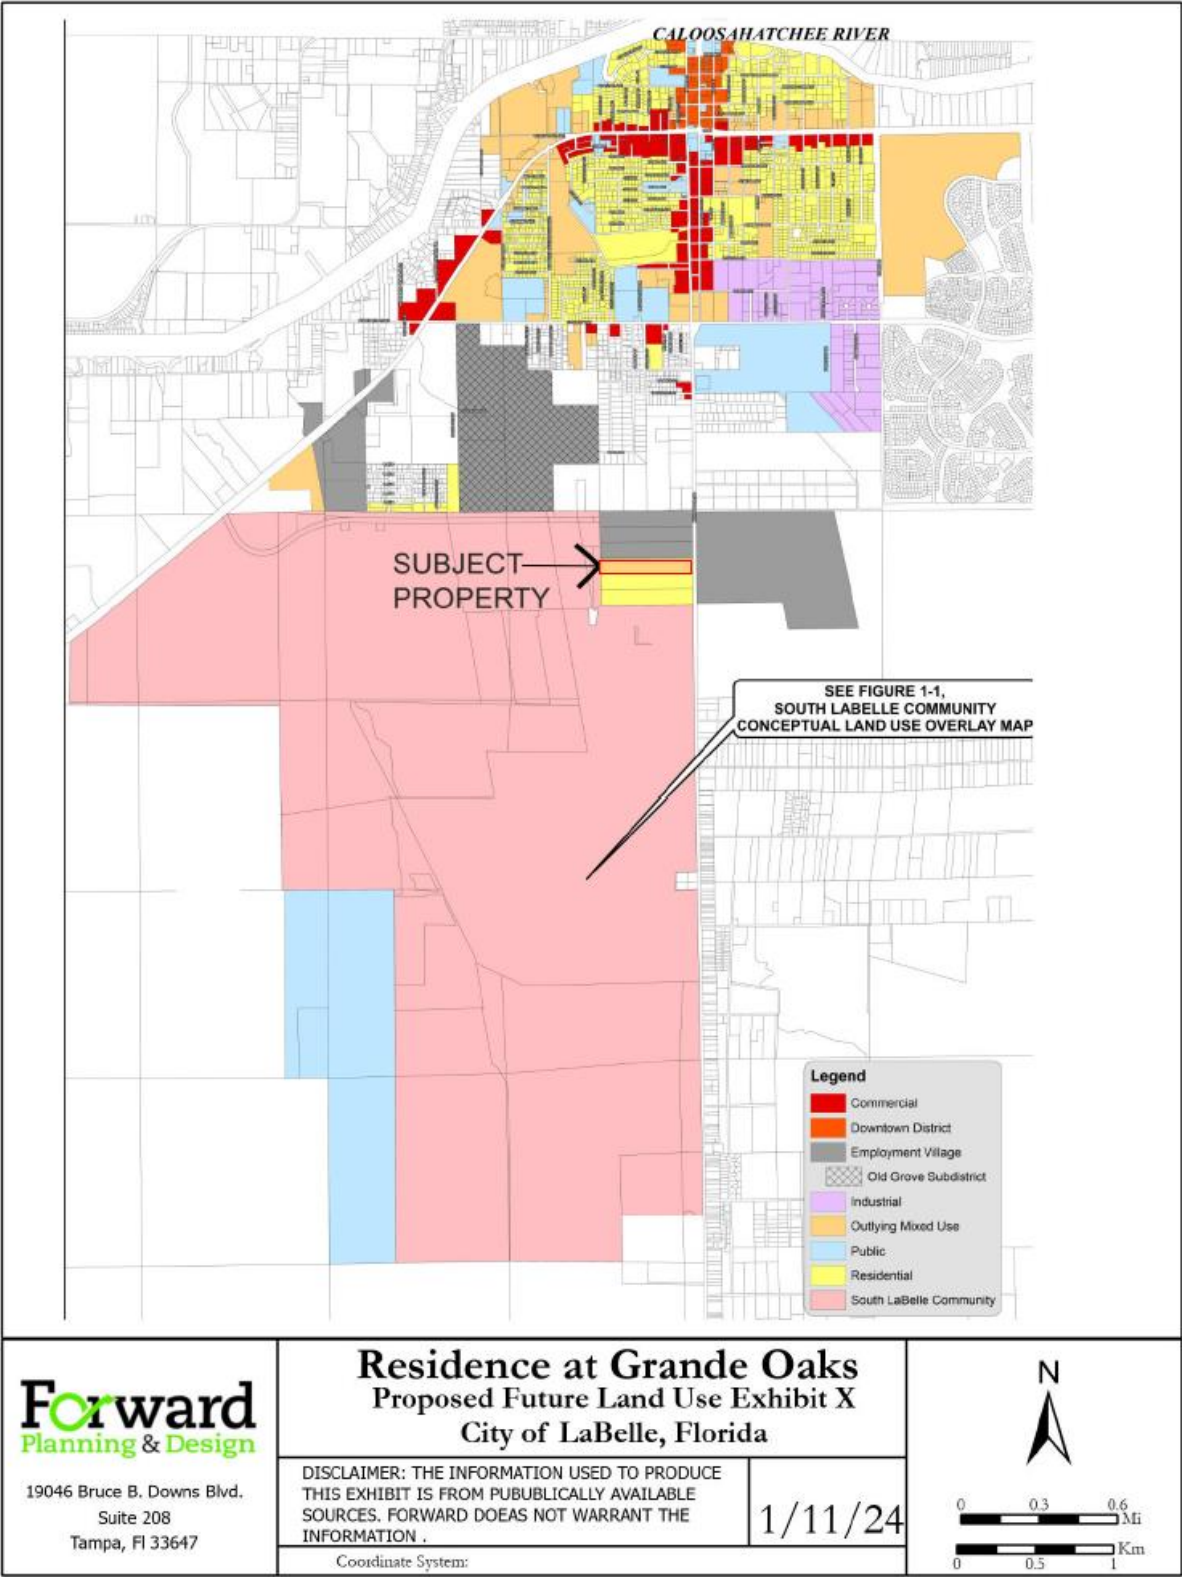 CALOOSAHATCHEE RIVER
SUBJECT
PROPERTY
SEE FIGURE 1-1,
SOUTH LABELLE COMMUNITY
CONCEPTUAL LAND USE OVERLAY MAP
Legend
Commercial
Downtown District
Employment Village
Old Grove Subdistrict
Industrial
Outlying Mixed Use
Public
Residential
South LaBelle Community
Forward
Planning & Design
19046 Bruce B. Downs Blvd.
Suite 208
Tampa, Fl 33647
Residence at Grande Oaks
Proposed Future Land Use Exhibit X
City of LaBelle, Florida
DISCLAIMER: THE INFORMATION USED TO PRODUCE
THIS EXHIBIT IS FROM PUBUBLICALLY AVAILABLE
SOURCES. FORWARD DOEAS NOT WARRANT THE
INFORMATION .
1/11/24
Coordinate System:
N
0 0.3 0.6
Mi
Km
0 0.5 1